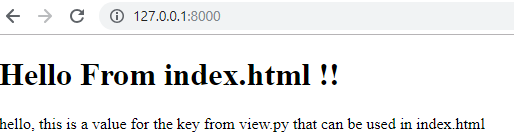 127.0.0.1:8000
Hello From index.html !!
hello, this is a value for the key from view.py that can be used in index.html